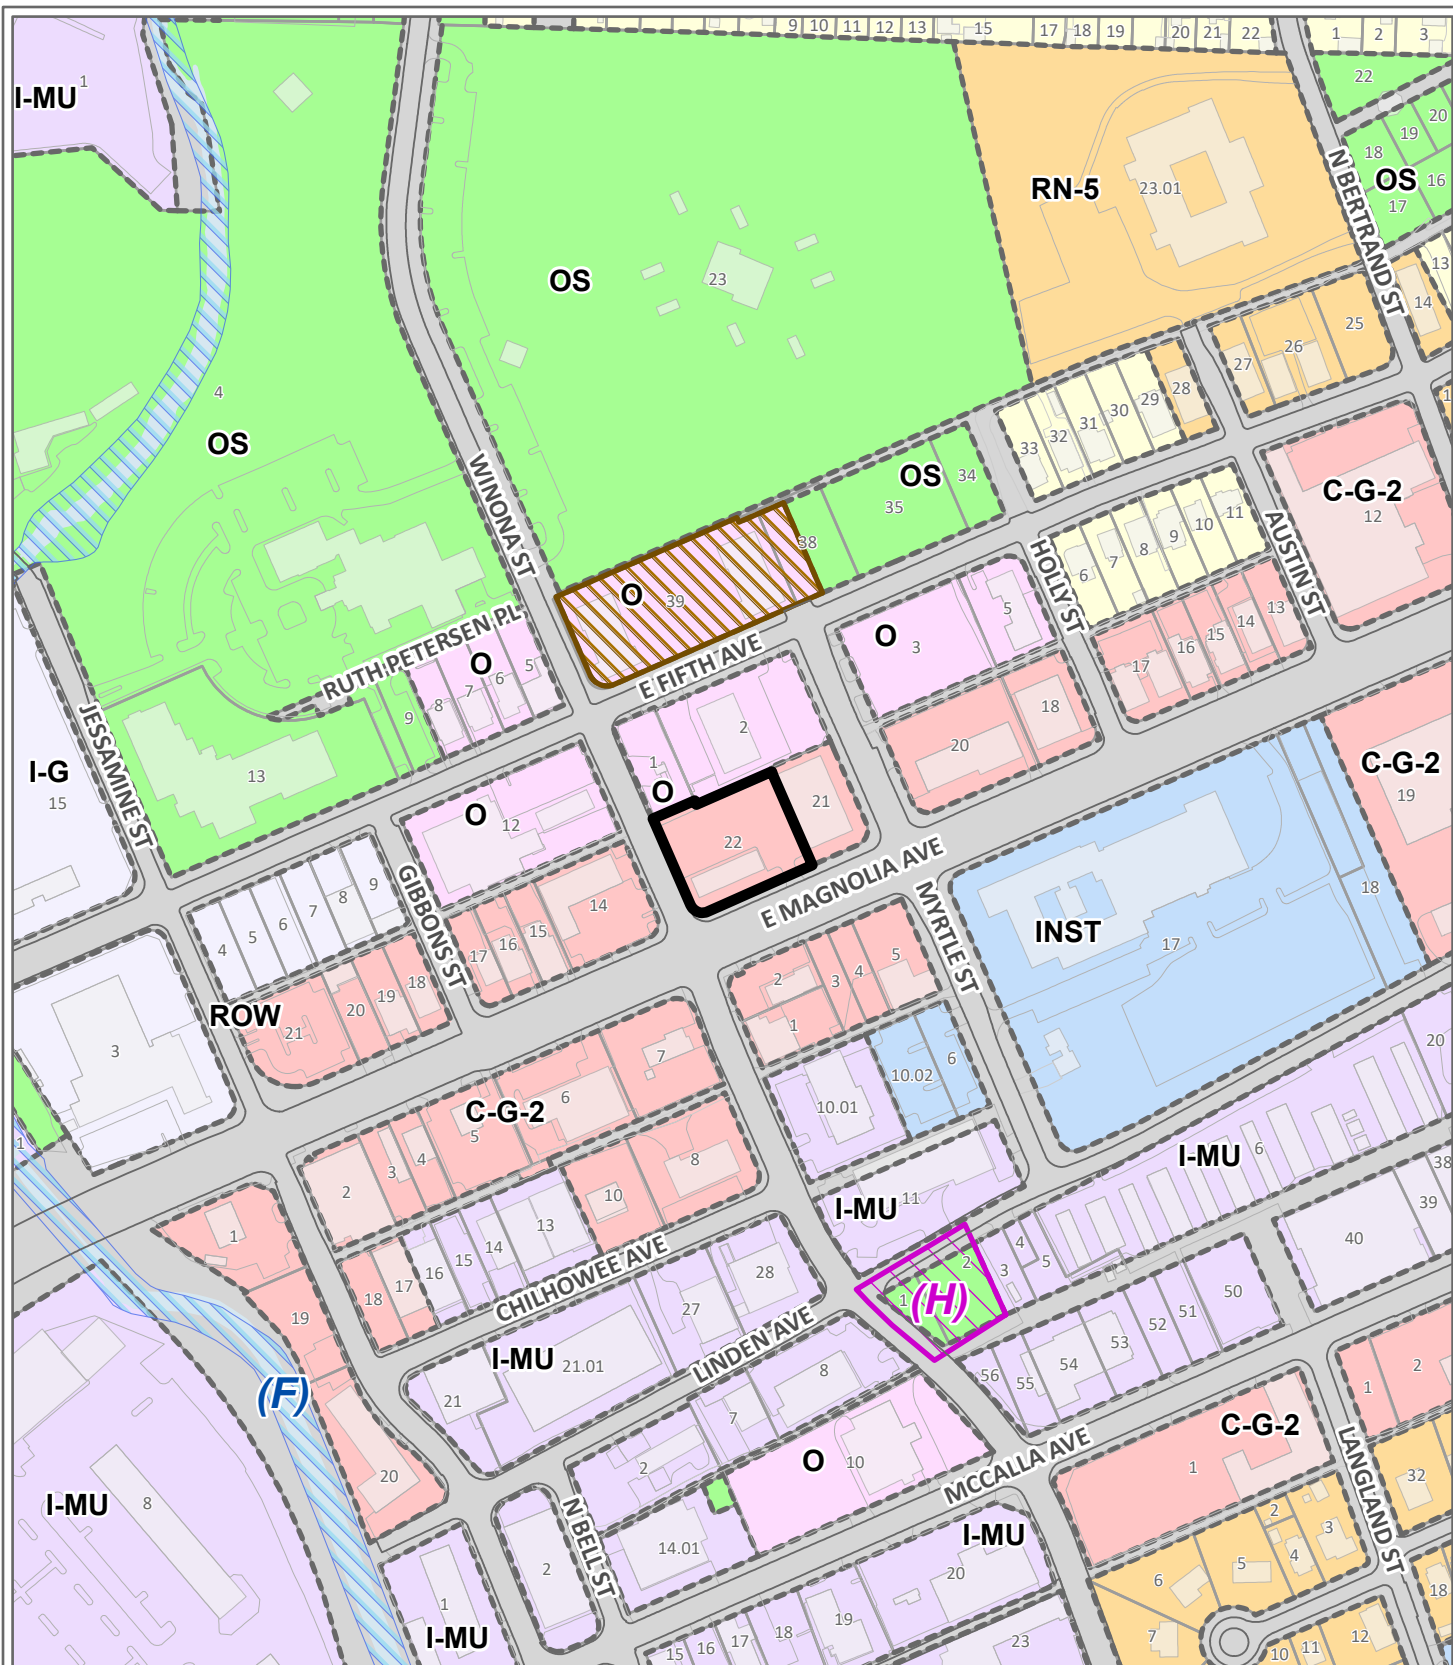 9 10 11 12 13 15 17 18 19 20 21 22 1 2 3
I-MU 1
22
20
19
18
OS 16
17
RN-5 23.01
N BERTRAND ST
13
14
OS
23
25
26
27
28
29
30
31
32
33
4
OS
WINONA ST
OS 34
35
38
O
39
C-G-2
12
11
10
9
8
7
6
AUSTIN ST
HOLLY ST
5
O
3
13
14
15
16
17
RUTH PETERSEN PL
O
5
6
7
8
9
E FIFTH AVE
JESSAMINE ST
I-G
15
13
2
1
O
18
20
C-G-2
19
21
22
O
12
E MAGNOLIA AVE
MYRTLE ST
GIBBONS ST
9
8
7
6
5
4
14
15
16
17
18
INST
17
5
4
3
2
1
ROW
18
19
20
21
3
7
6
C-G-2
5
4
3
2
10.02
6
10.01
20
1
I-MU 6
8
10
I-MU
11
38
39
40
13
14
15
16
17
18
CHILHOWEE AVE
1
19
28
27
2
1
(H)
3
4
5
50
51
52
53
54
55
56
I-MU
21.01
21
LINDEN AVE
8
7
2
(F)
20
2
1
C-G-2
1
O 10
MCCALLA AVE
LANGLAND ST
32
I-MU
8
N BELL ST
14.01
2
I-MU
20
2
3
4
5
6
7
18
1
I-MU
15 16 17 18 19
23
10 11 12